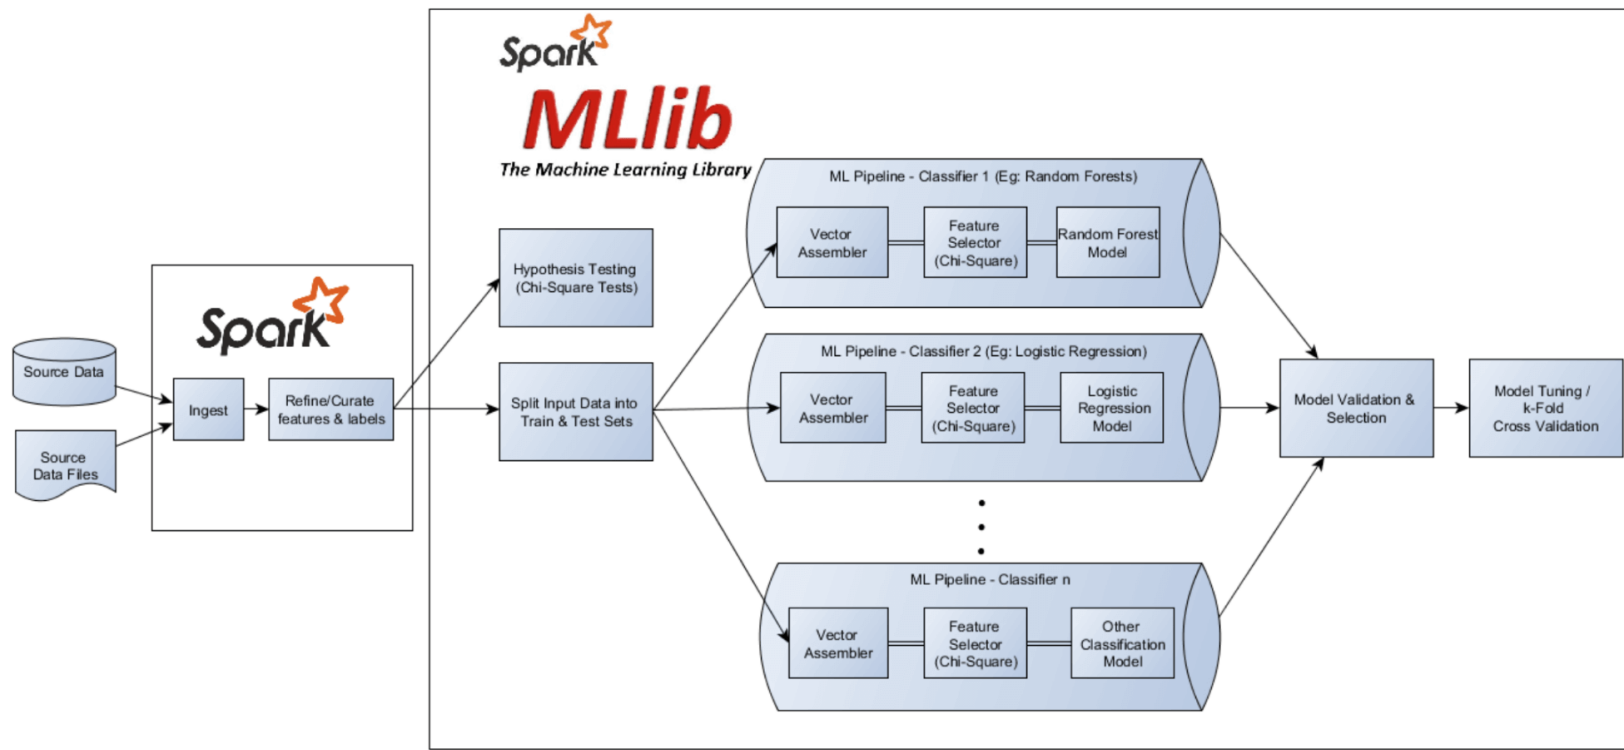 Spark
MLlib
The Machine Learning Library
Source Data
Source
Data Files
Spark
Ingest
Refine/Curate
features & labels
Hypothesis Testing
(Chi-Square Tests)
Split Input Data into
Train & Test Sets
ML Pipeline - Classifier 1 (Eg: Random Forests)
Vector
Assembler
Feature
Selector
(Chi-Square)
Random Forest
Model
ML Pipeline - Classifier 2 (Eg: Logistic Regression)
Vector
Assembler
Feature
Selector
(Chi-Square)
Logistic
Regression
Model
ML Pipeline - Classifier n
Vector
Assembler
Feature
Selector
(Chi-Square)
Other
Classification
Model
Model Validation &
Selection
Model Tuning /
k-Fold
Cross Validation